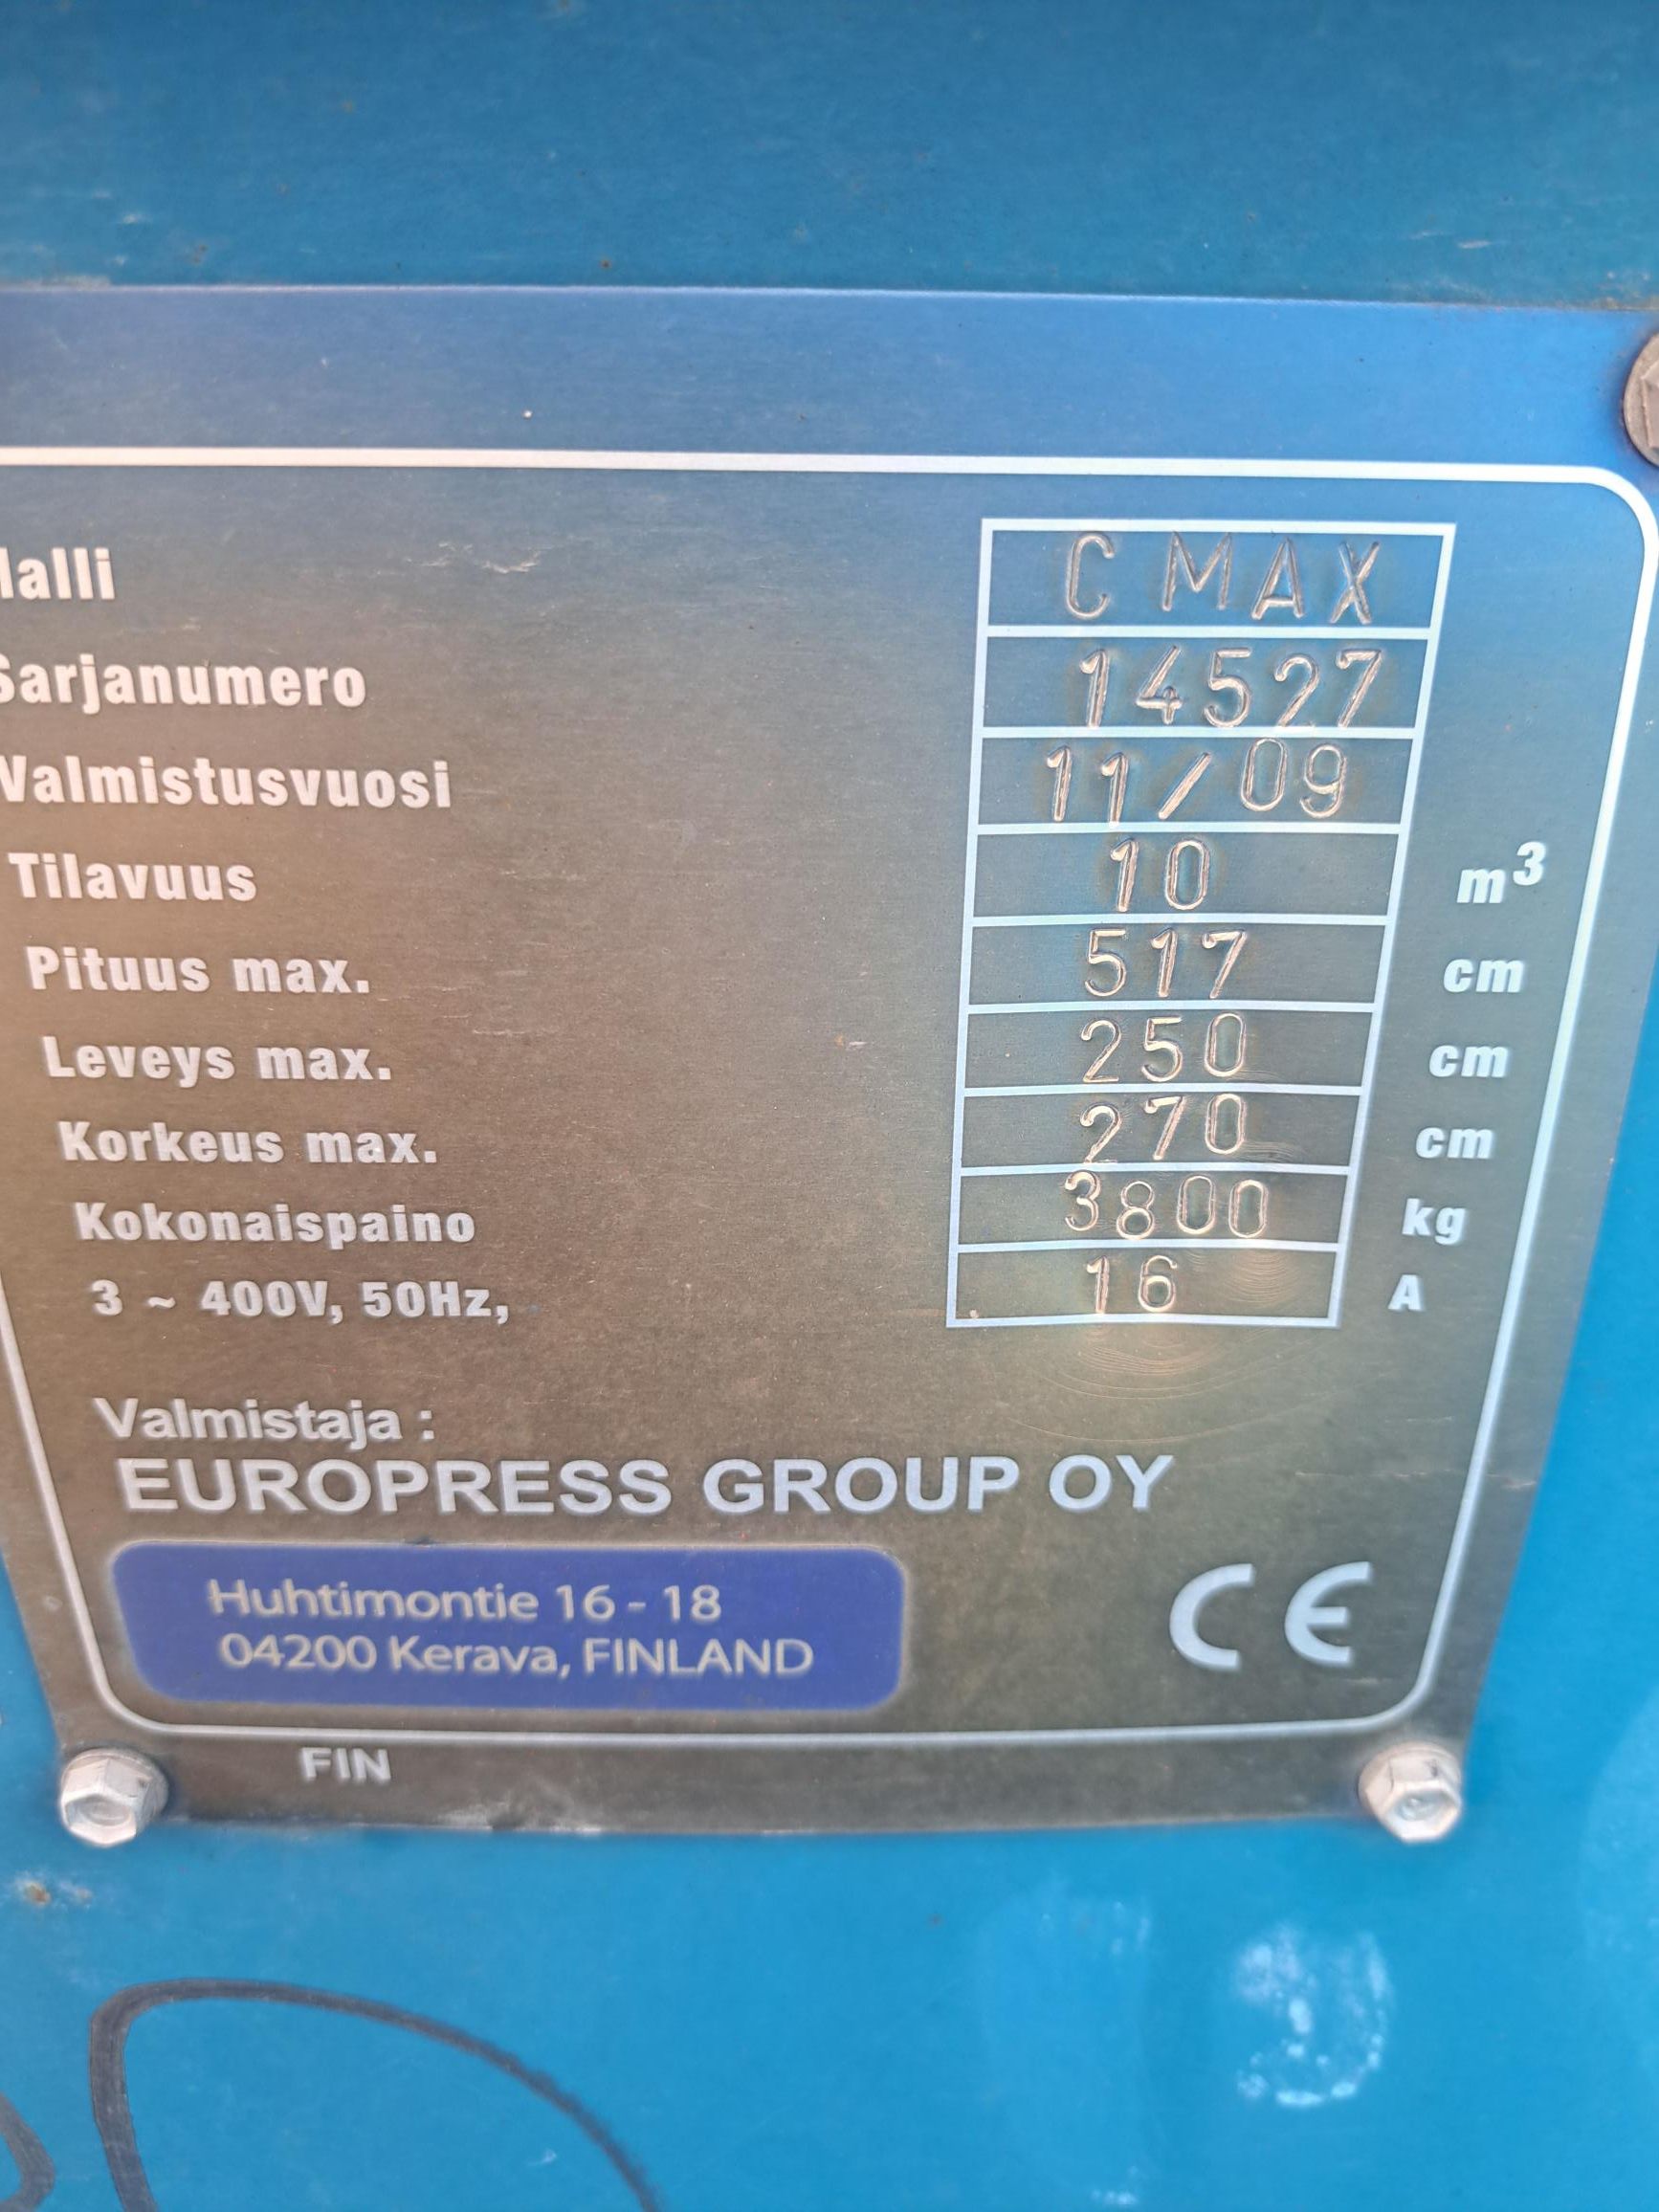 Malli C MAX
Sarjanumero 14527
Valmistusvuosi 11/09
Tilavuus 10 m³
Pituus max. 517 cm
Leveys max. 250 cm
Korkeus max. 270 cm
Kokonaispaino 3800 kg
3 ~ 400V, 50Hz, 16 A
Valmistaja :
EUROPRESS GROUP OY
Huhtimontie 16 - 18
04200 Kerava, FINLAND
CE
FIN